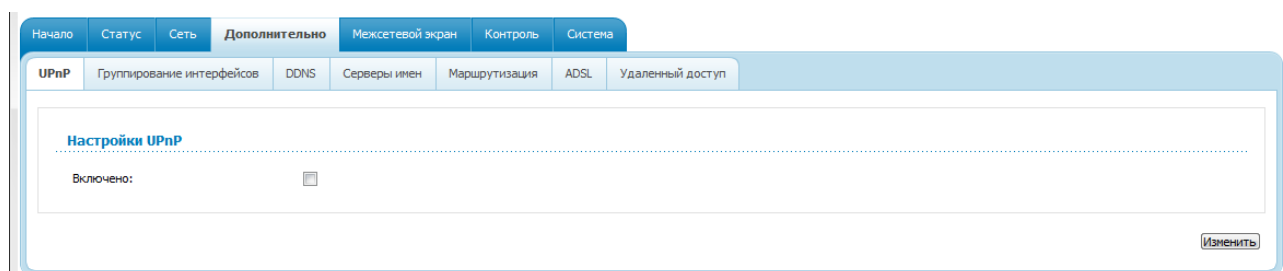 Начало Статус Сеть Дополнительно Межсетевой экран Контроль Система
UPnP Группирование интерфейсов DDNS Серверы имен Маршрутизация ADSL Удаленный доступ
Настройки UPnP
Включено:
Изменить